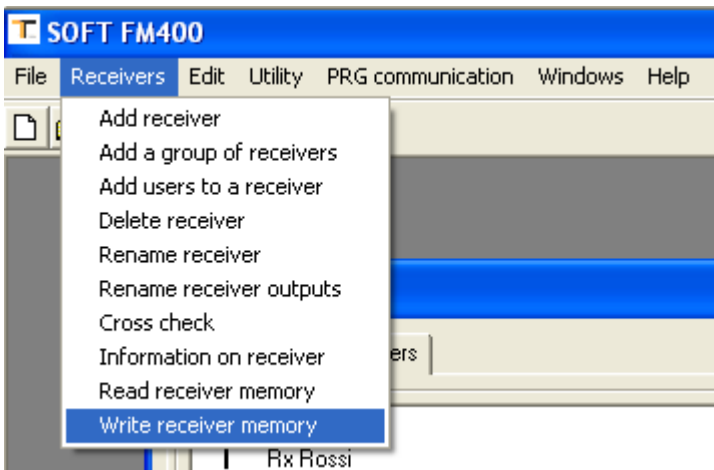 SOFT FM400
File Receivers Edit Utility PRG communication Windows Help
Add receiver
Add a group of receivers
Add users to a receiver
Delete receiver
Rename receiver
Rename receiver outputs
Cross check
Information on receiver
ers
Read receiver memory
Write receiver memory
Rx Rossi